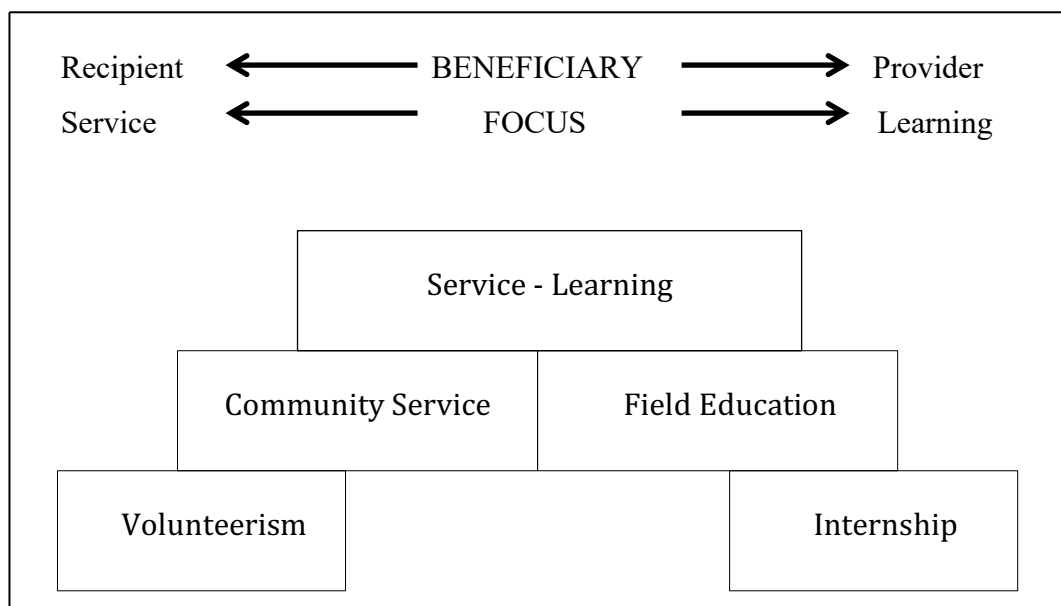 Recipient BENEFICIARY Provider
Service FOCUS Learning
Service - Learning
Community Service Field Education
Volunteerism Internship